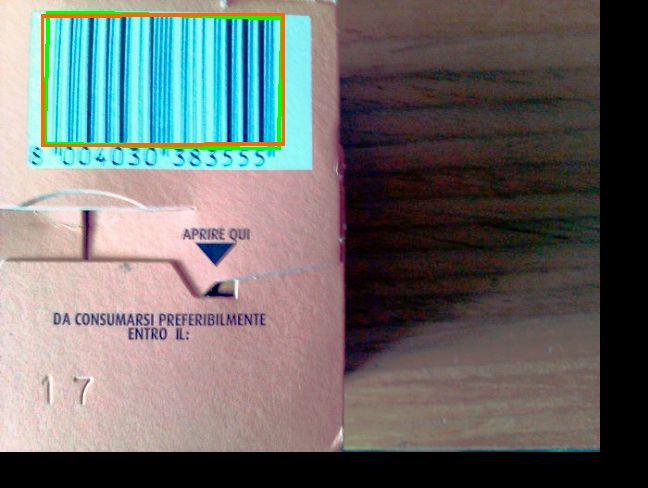 8 004030 383555
APRIRE QUI
DA CONSUMARSI PREFERIBILMENTE
ENTRO IL:
17